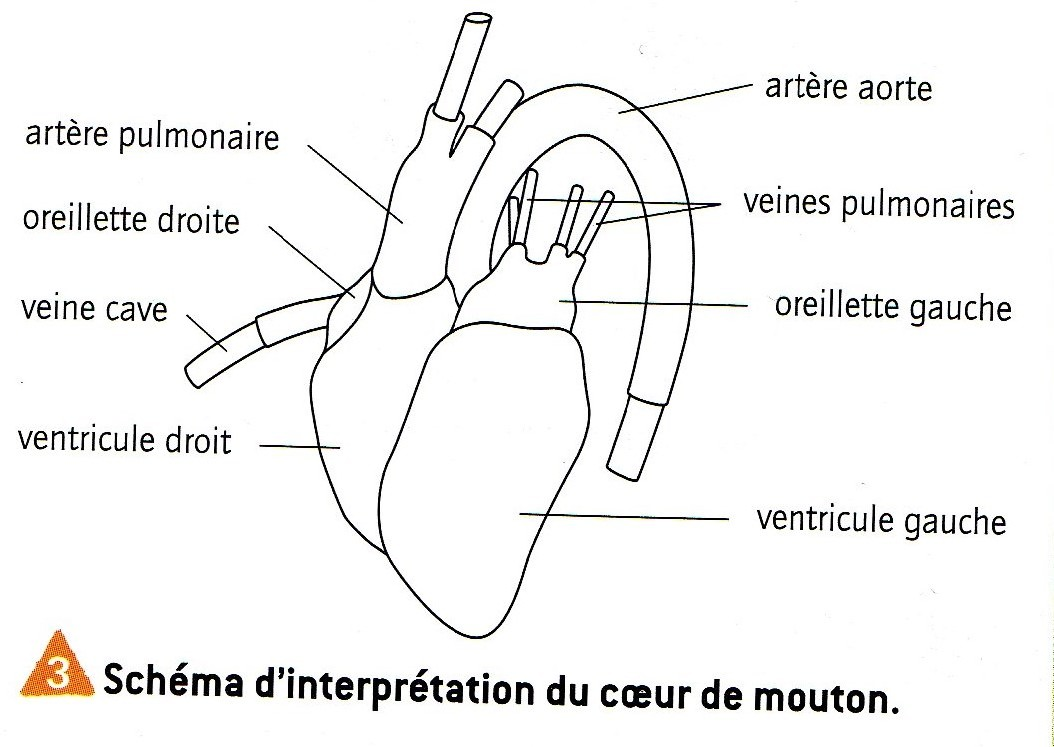 artère aorte
artère pulmonaire
veines pulmonaires
oreillette droite
veine cave
oreillette gauche
ventricule droit
ventricule gauche
3 Schéma d'interprétation du cœur de mouton.